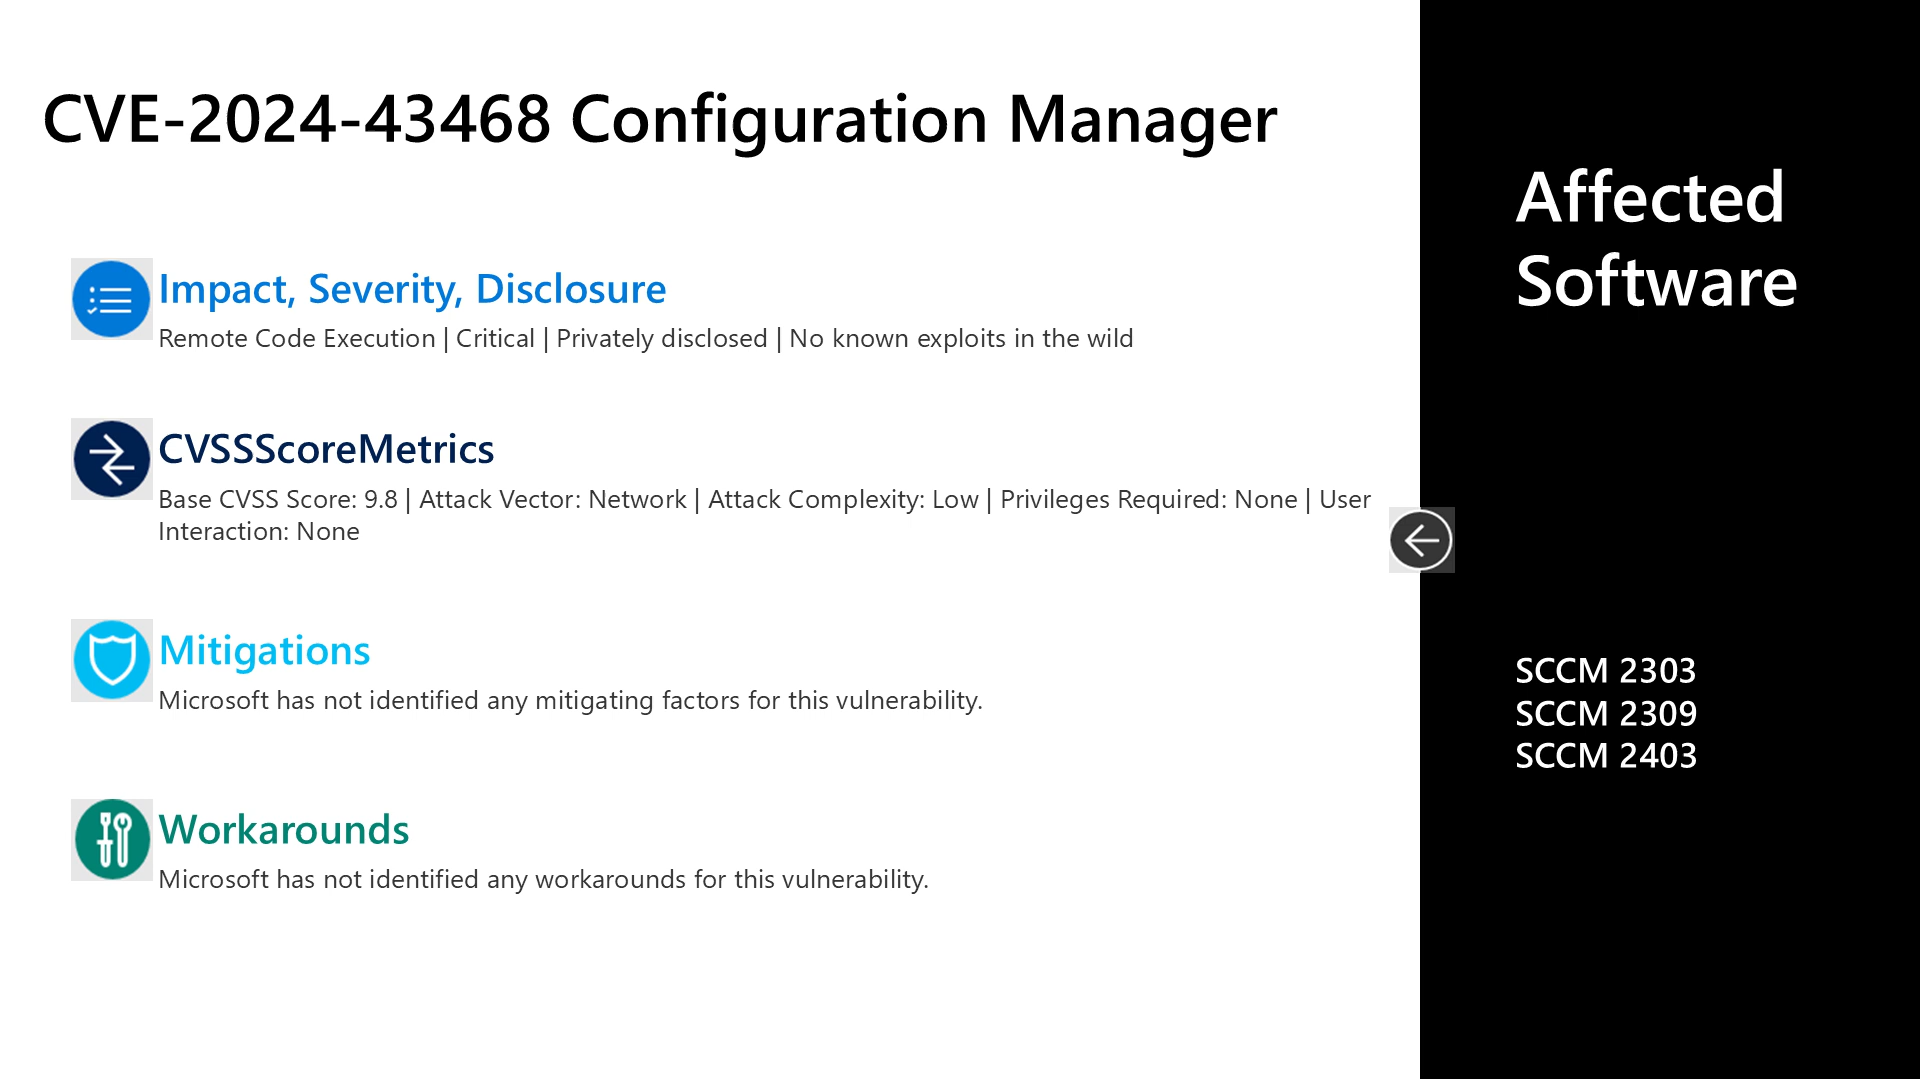 CVE-2024-43468 Configuration Manager
Impact, Severity, Disclosure
Remote Code Execution | Critical | Privately disclosed | No known exploits in the wild
CVSSScoreMetrics
Base CVSS Score: 9.8 | Attack Vector: Network | Attack Complexity: Low | Privileges Required: None | User
Interaction: None
Mitigations
Microsoft has not identified any mitigating factors for this vulnerability.
Workarounds
Microsoft has not identified any workarounds for this vulnerability.
Affected
Software
SCCM 2303
SCCM 2309
SCCM 2403